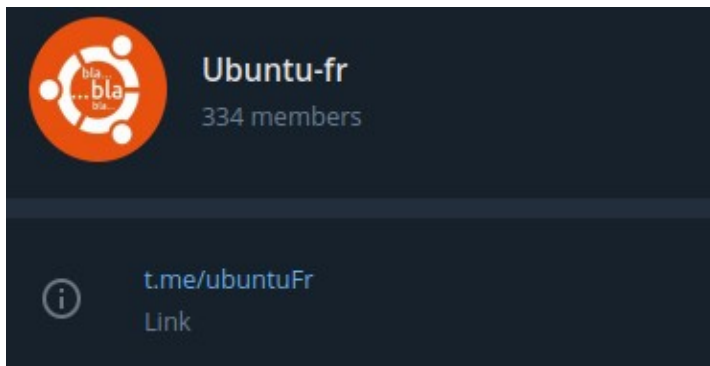 bla...
...bla
bla...
Ubuntu-fr
334 members
t.me/ubuntuFr
Link